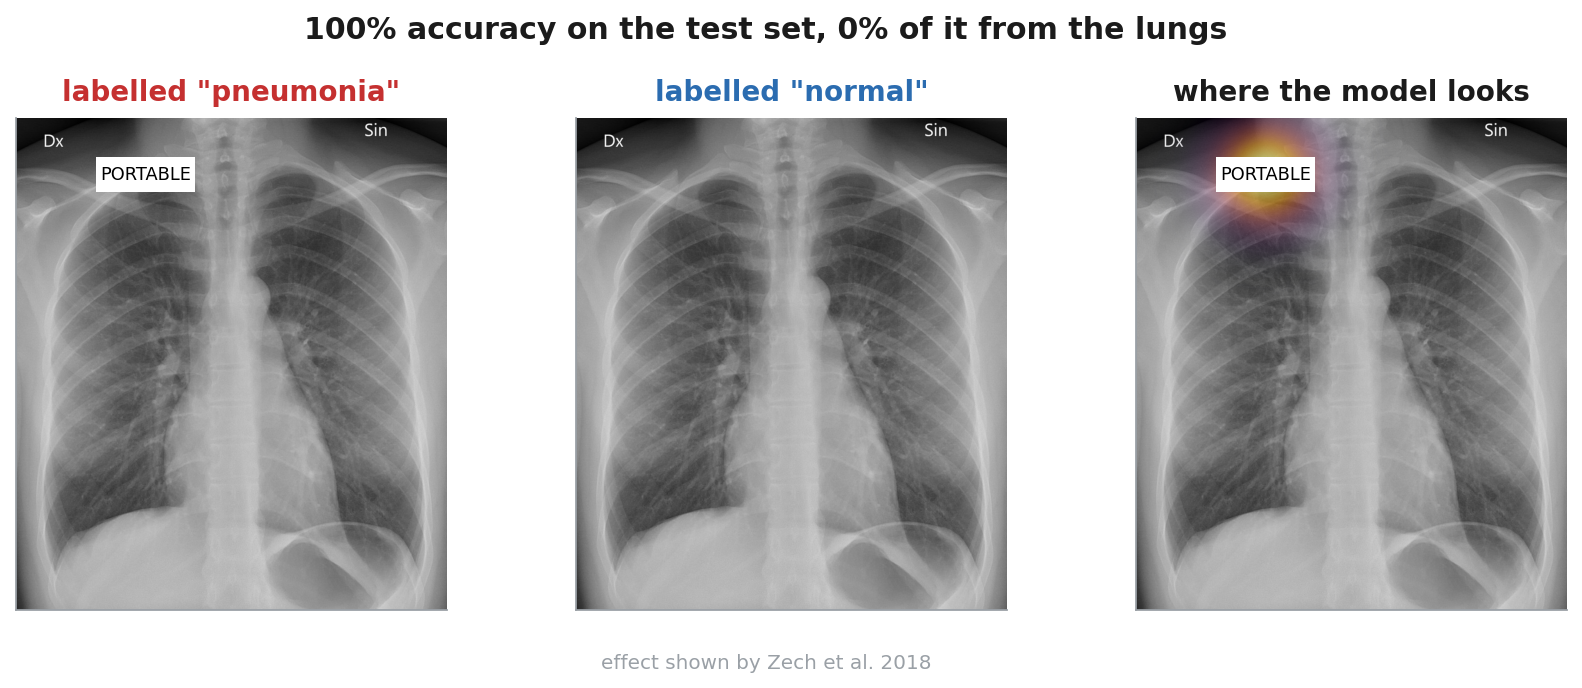 100% accuracy on the test set, 0% of it from the lungs
labelled "pneumonia"
labelled "normal"
where the model looks
Dx
Sin
PORTABLE
Dx
Sin
Dx
Sin
PORTABLE
effect shown by Zech et al. 2018